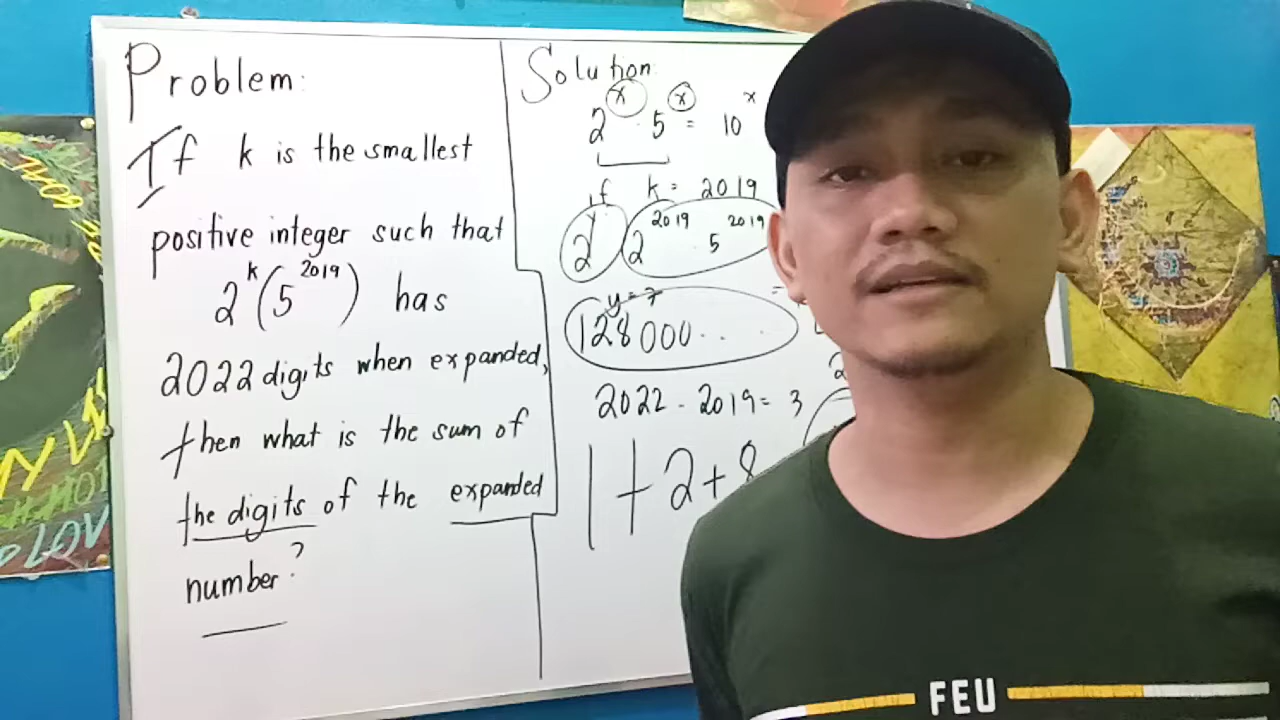 Problem:
If k is the smallest
positive integer such that
2^k(5^2019) has
2022 digits when expanded,
then what is the sum of
the digits of the expanded
number?
Solution:
2^x · 5^x = 10^x
if k = 2019
2^y 2^2019 · 5^2019
y = 7
128000...
2022 - 2019 = 3
1 + 2 + 8
FEU